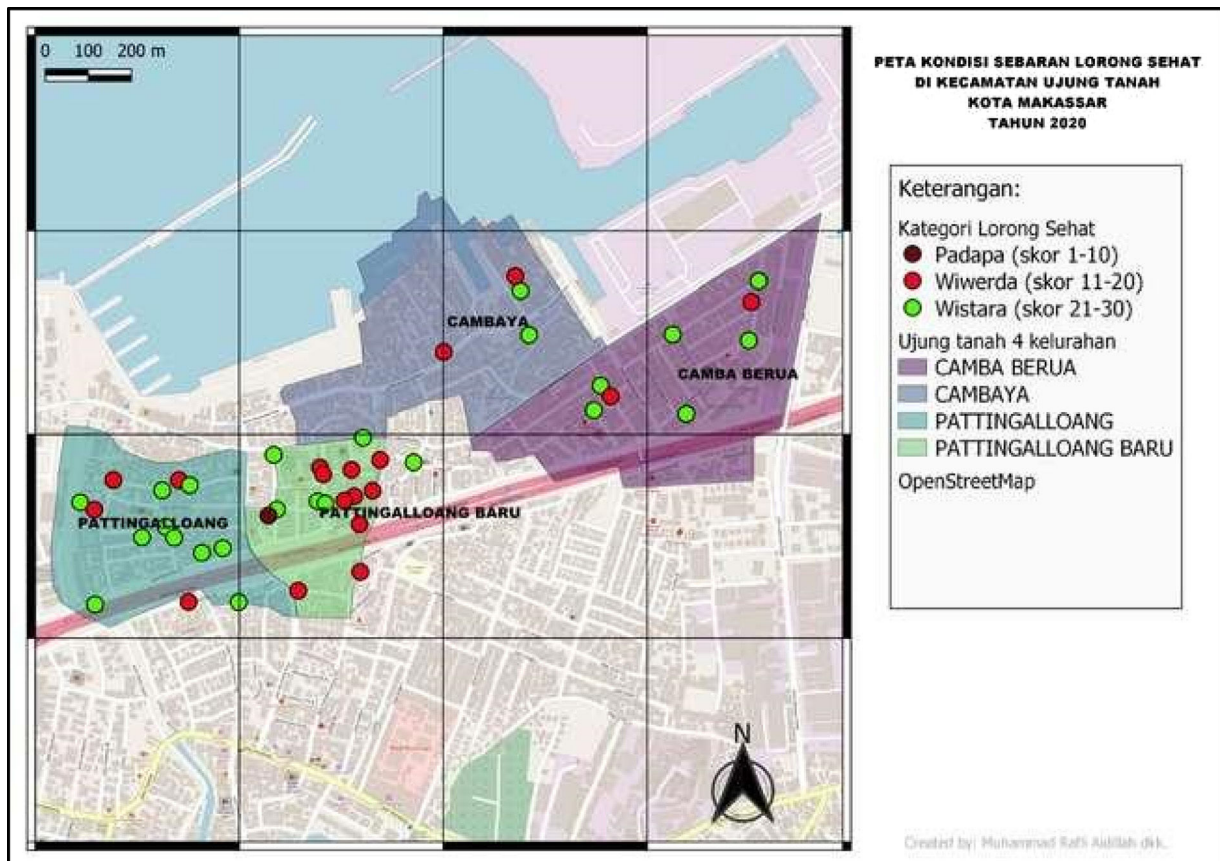 0 100 200 m
PETA KONDISI SEBARAN LORONG SEHAT
DI KECAMATAN UJUNG TANAH
KOTA MAKASSAR
TAHUN 2020
Keterangan:
Kategori Lorong Sehat
Padapa (skor 1-10)
Wiwerda (skor 11-20)
Wistara (skor 21-30)
Ujung tanah 4 kelurahan
CAMBA BERUA
CAMBAYA
PATTINGALLOANG
PATTINGALLOANG BARU
OpenStreetMap
CAMBAYA
CAMBA BERUA
PATTINGALLOANG
PATTINGALLOANG BARU
N
Created by: Muhammad Rafli Aidillah dkk.